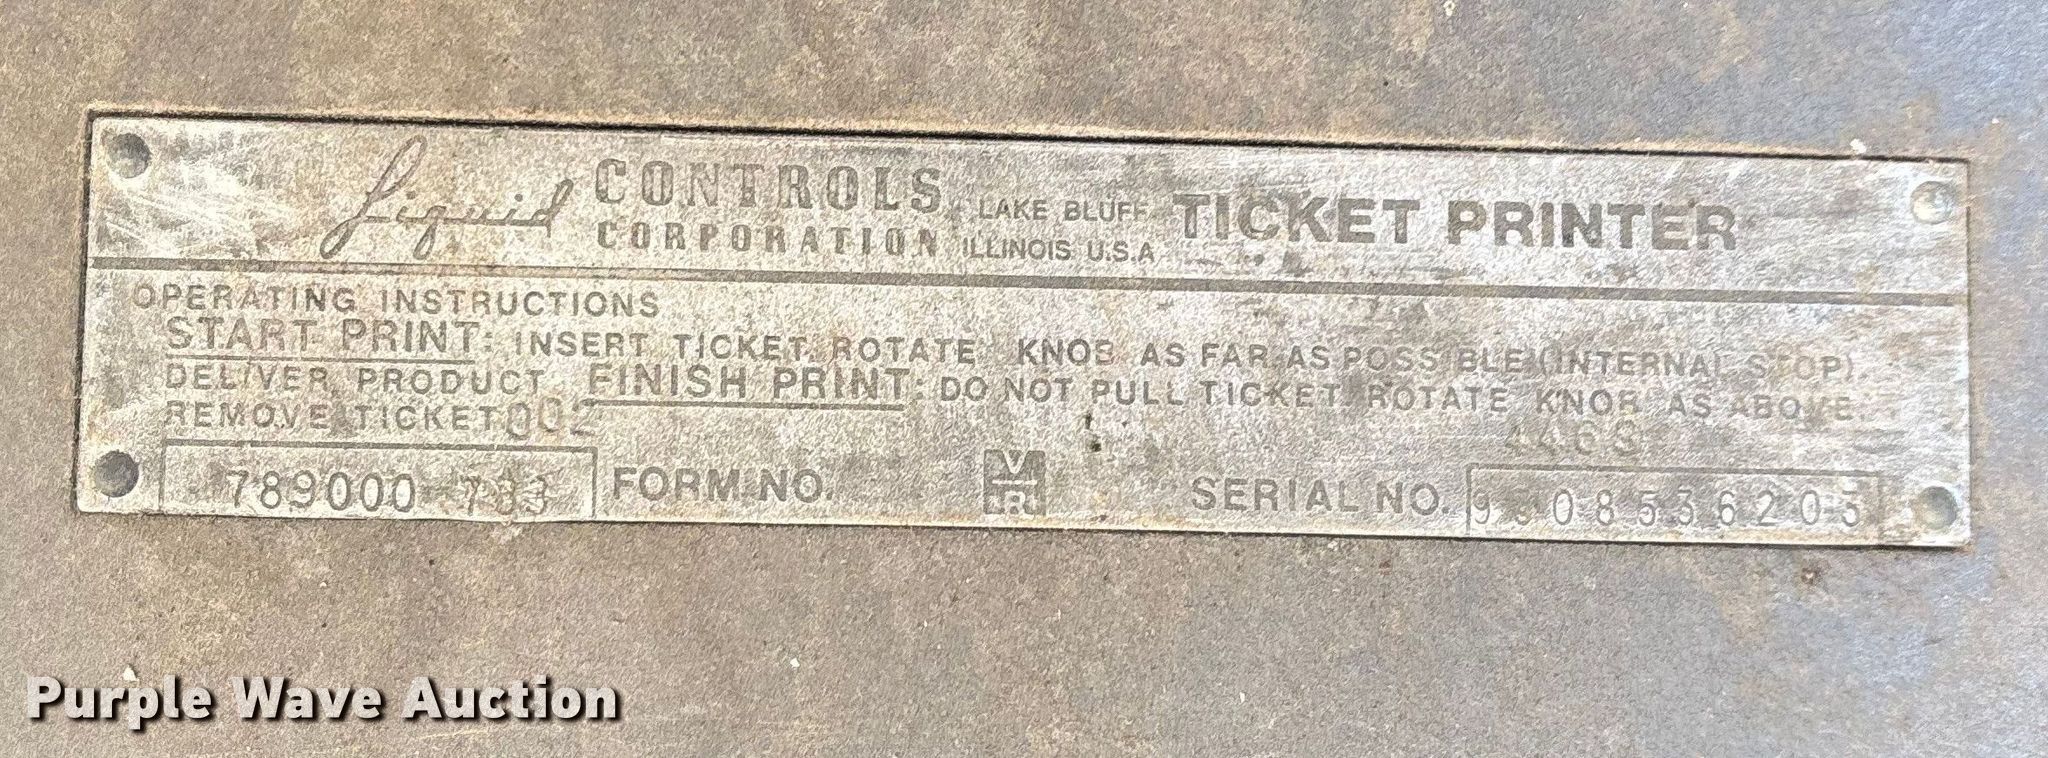 Liquid CONTROLS CORPORATION LAKE BLUFF ILLINOIS U.S.A TICKET PRINTER
OPERATING INSTRUCTIONS
START PRINT: INSERT TICKET. ROTATE KNOB AS FAR AS POSSIBLE (INTERNAL STOP).
DELIVER PRODUCT. FINISH PRINT: DO NOT PULL TICKET. ROTATE KNOB AS ABOVE.
REMOVE TICKET 002
789000 FORM NO. SERIAL NO.
Purple Wave Auction